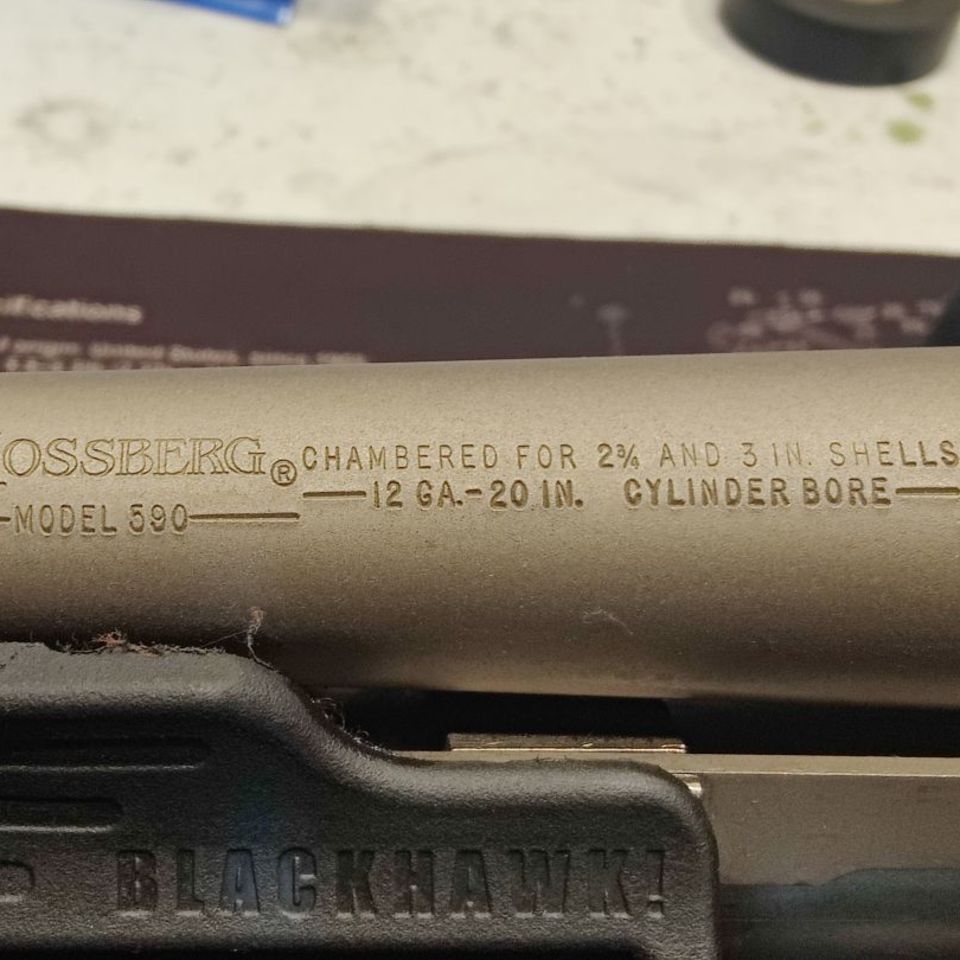 OSSBERG® CHAMBERED FOR 2¾ AND 3 IN. SHELLS
MODEL 590
12 GA.-20 IN. CYLINDER BORE
BLACKHAWK!